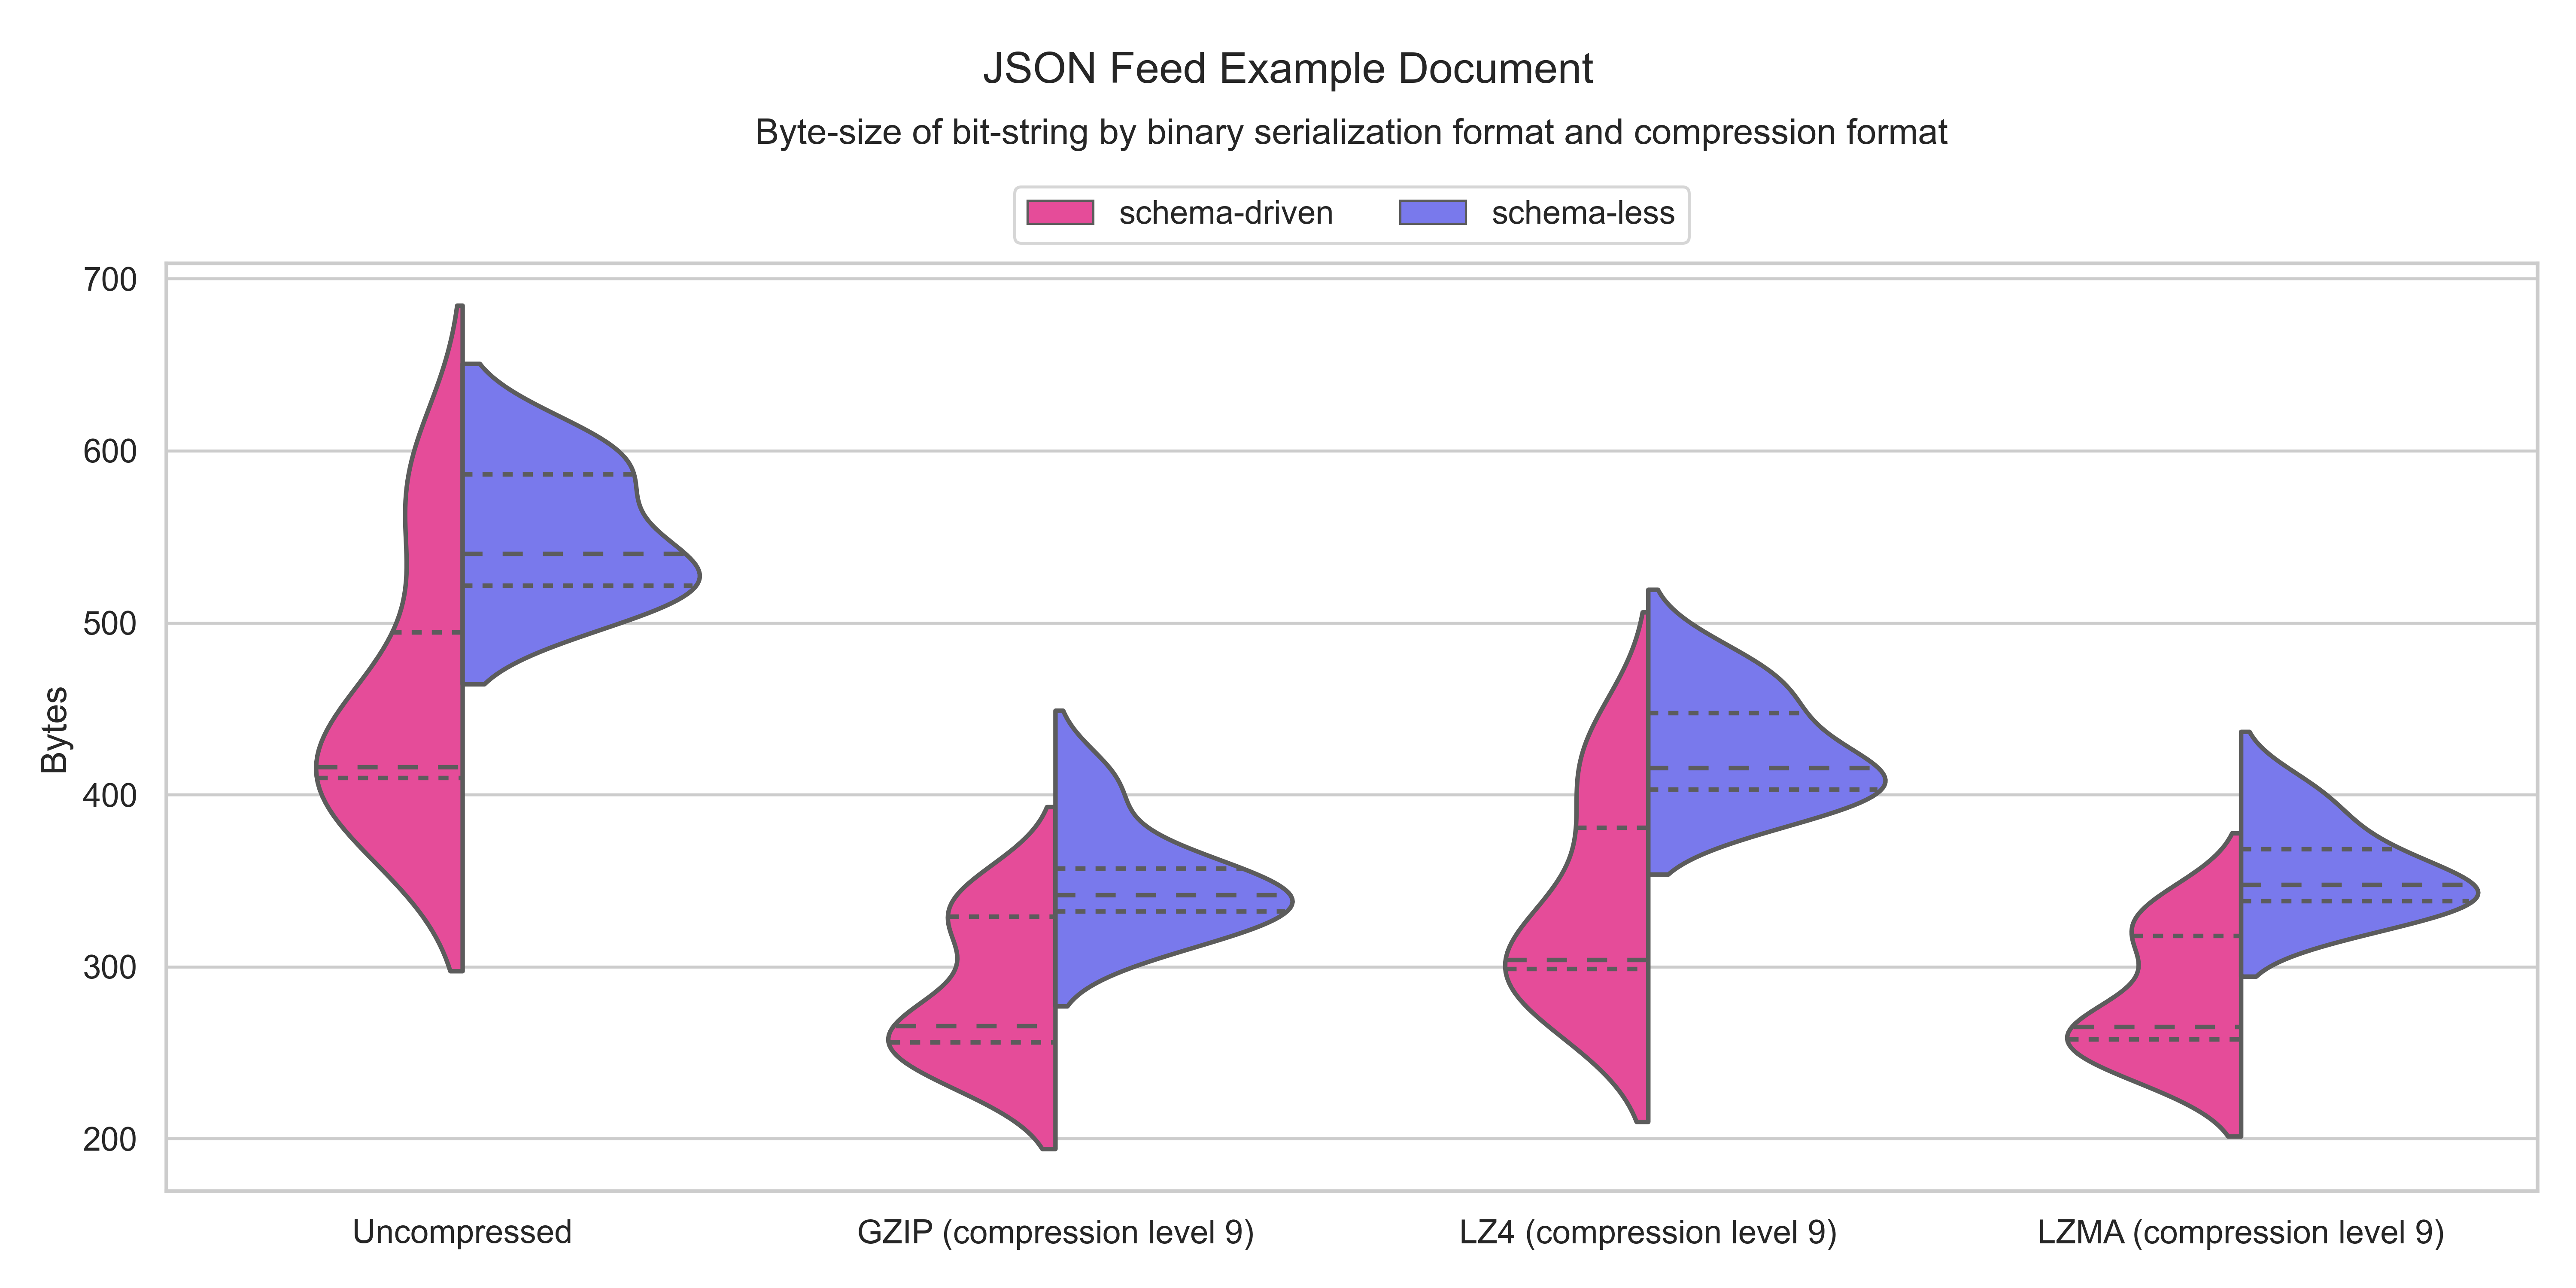 JSON Feed Example Document
Byte-size of bit-string by binary serialization format and compression format
schema-driven schema-less
700
600
500
400
300
200
Bytes
Uncompressed GZIP (compression level 9) LZ4 (compression level 9) LZMA (compression level 9)